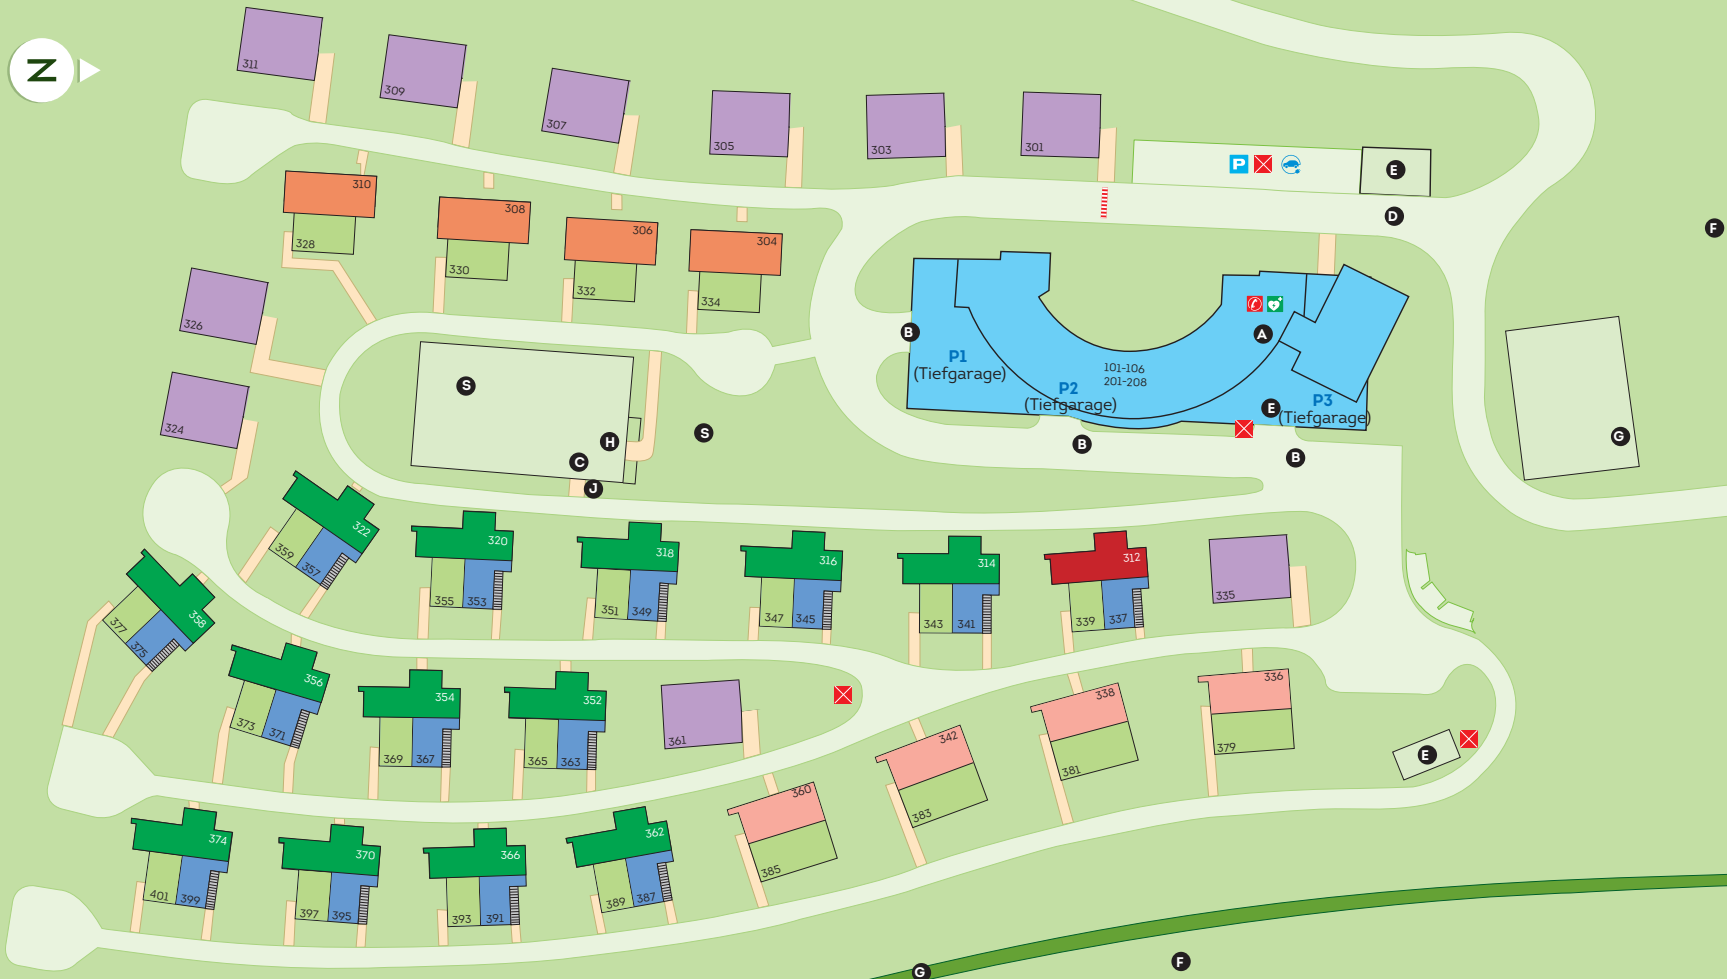 N
311
309
307
305
303
301
P
E
D
F
310
308
306
304
328
330
332
334
326
324
B
P1
(Tiefgarage)
P2
(Tiefgarage)
101-106
201-208
A
E
P3
(Tiefgarage)
B
B
S
H
C
J
S
G
322
359
357
320
355
353
318
351
349
316
347
345
314
343
341
312
339
337
335
358
377
375
356
373
371
354
369
367
352
365
363
361
338
381
336
379
342
383
360
385
E
374
401
399
370
397
395
366
393
391
362
389
387
G
F